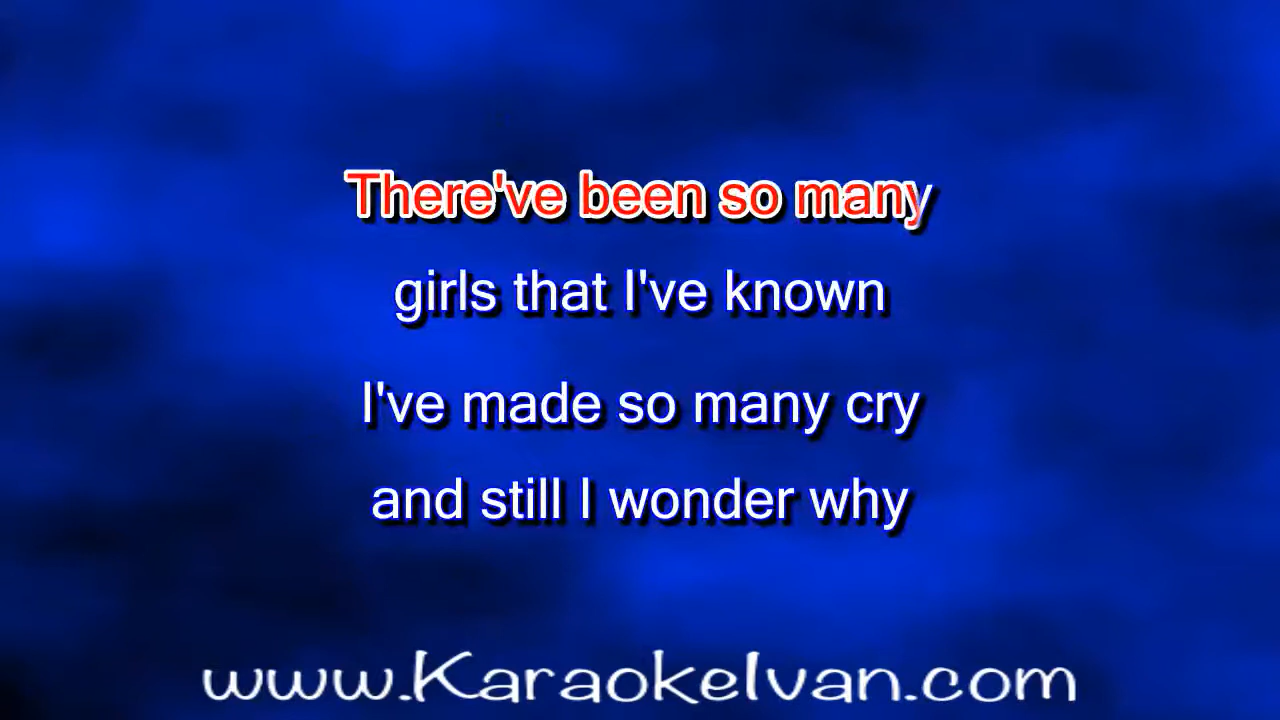 There've been so many
girls that I've known
I've made so many cry
and still I wonder why
www.KaraokeIvan.com